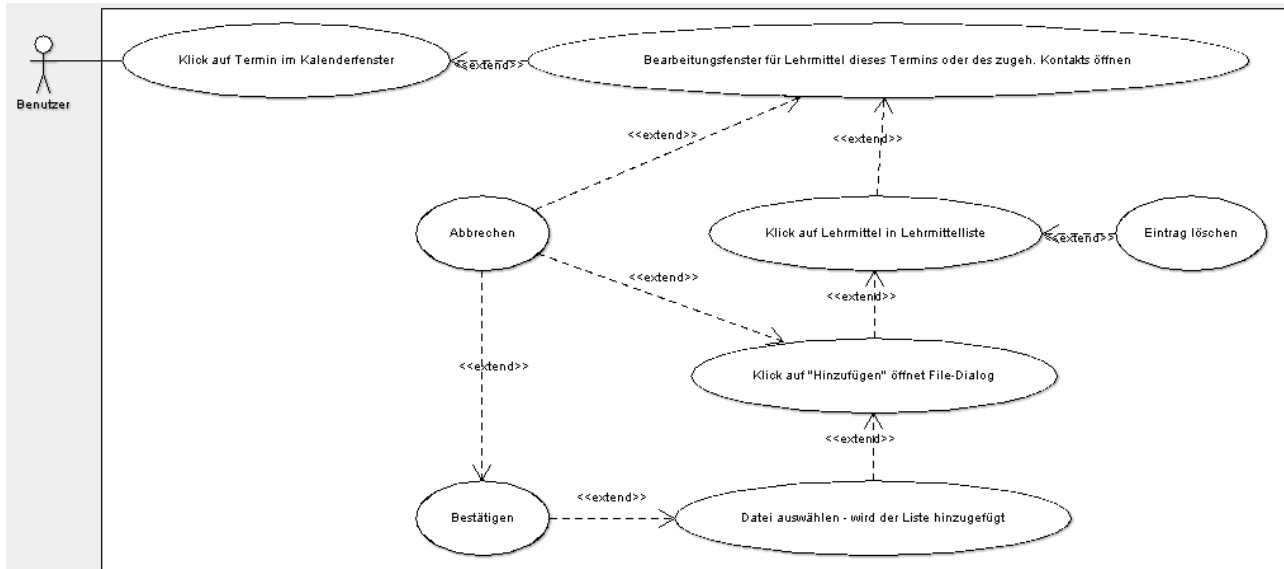 Klick auf Termin im Kalenderfenster
<<extend>>
Bearbeitungsfenster für Lehrmittel dieses Termins oder des zugeh. Kontakts öffnen
Benutzer
<<extend>>
<<extend>>
Abbrechen
Klick auf Lehrmittel in Lehrmittelliste
<<extend>>
Eintrag löschen
<<extend>>
<<extend>>
<<extend>>
Klick auf "Hinzufügen" öffnet File-Dialog
<<extend>>
Bestätigen
<<extend>>
Datei auswählen - wird der Liste hinzugefügt